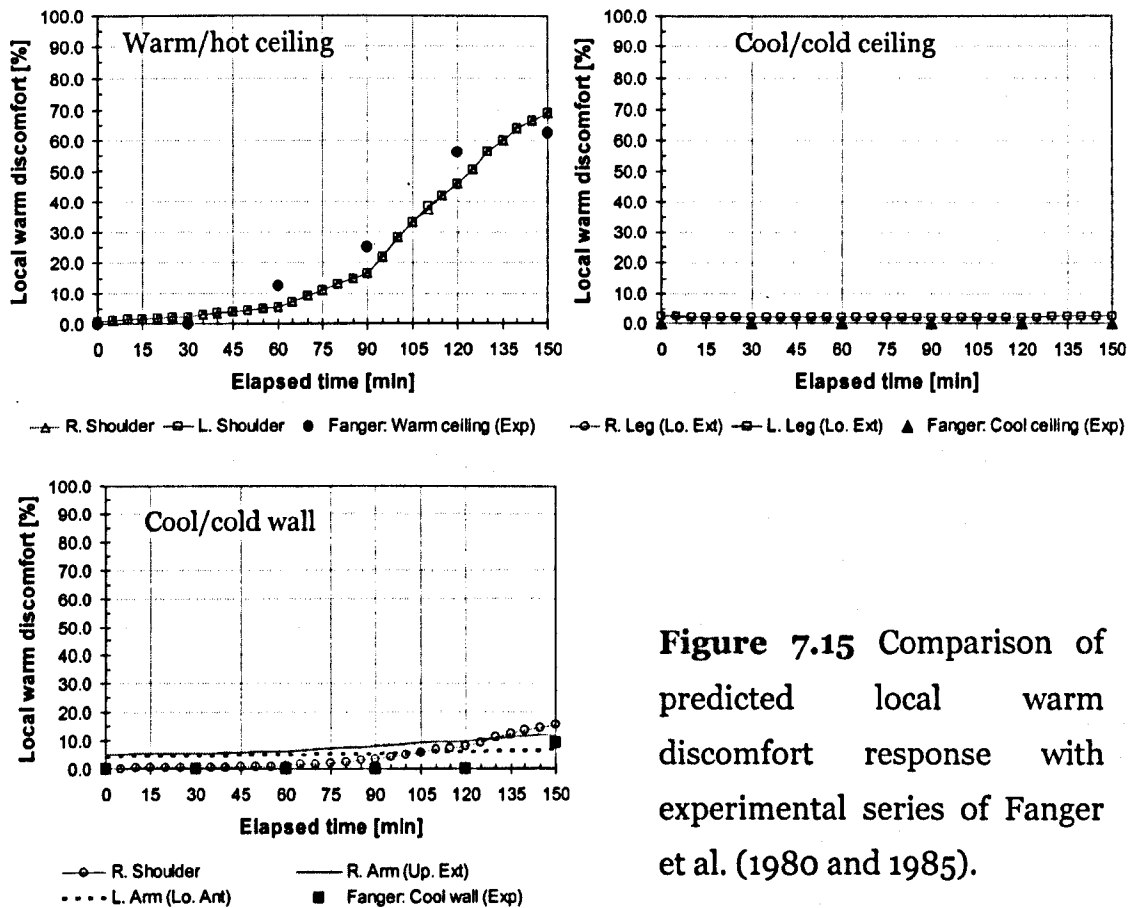 Warm/hot ceiling
Local warm discomfort [%]
100.0
90.0
80.0
70.0
60.0
50.0
40.0
30.0
20.0
10.0
0.0
0 15 30 45 60 75 90 105 120 135 150
Elapsed time [min]
R. Shoulder L. Shoulder Fanger: Warm ceiling (Exp)
Cool/cold ceiling
Local warm discomfort [%]
100.0
90.0
80.0
70.0
60.0
50.0
40.0
30.0
20.0
10.0
0.0
0 15 30 45 60 75 90 105 120 135 150
Elapsed time [min]
R. Leg (Lo. Ext) L. Leg (Lo. Ext) Fanger: Cool ceiling (Exp)
Cool/cold wall
Local warm discomfort [%]
100.0
90.0
80.0
70.0
60.0
50.0
40.0
30.0
20.0
10.0
0.0
0 15 30 45 60 75 90 105 120 135 150
Elapsed time [min]
R. Shoulder R. Arm (Up. Ext)
L. Arm (Lo. Ant) Fanger: Cool wall (Exp)
Figure 7.15 Comparison of
predicted local warm
discomfort response with
experimental series of Fanger
et al. (1980 and 1985).